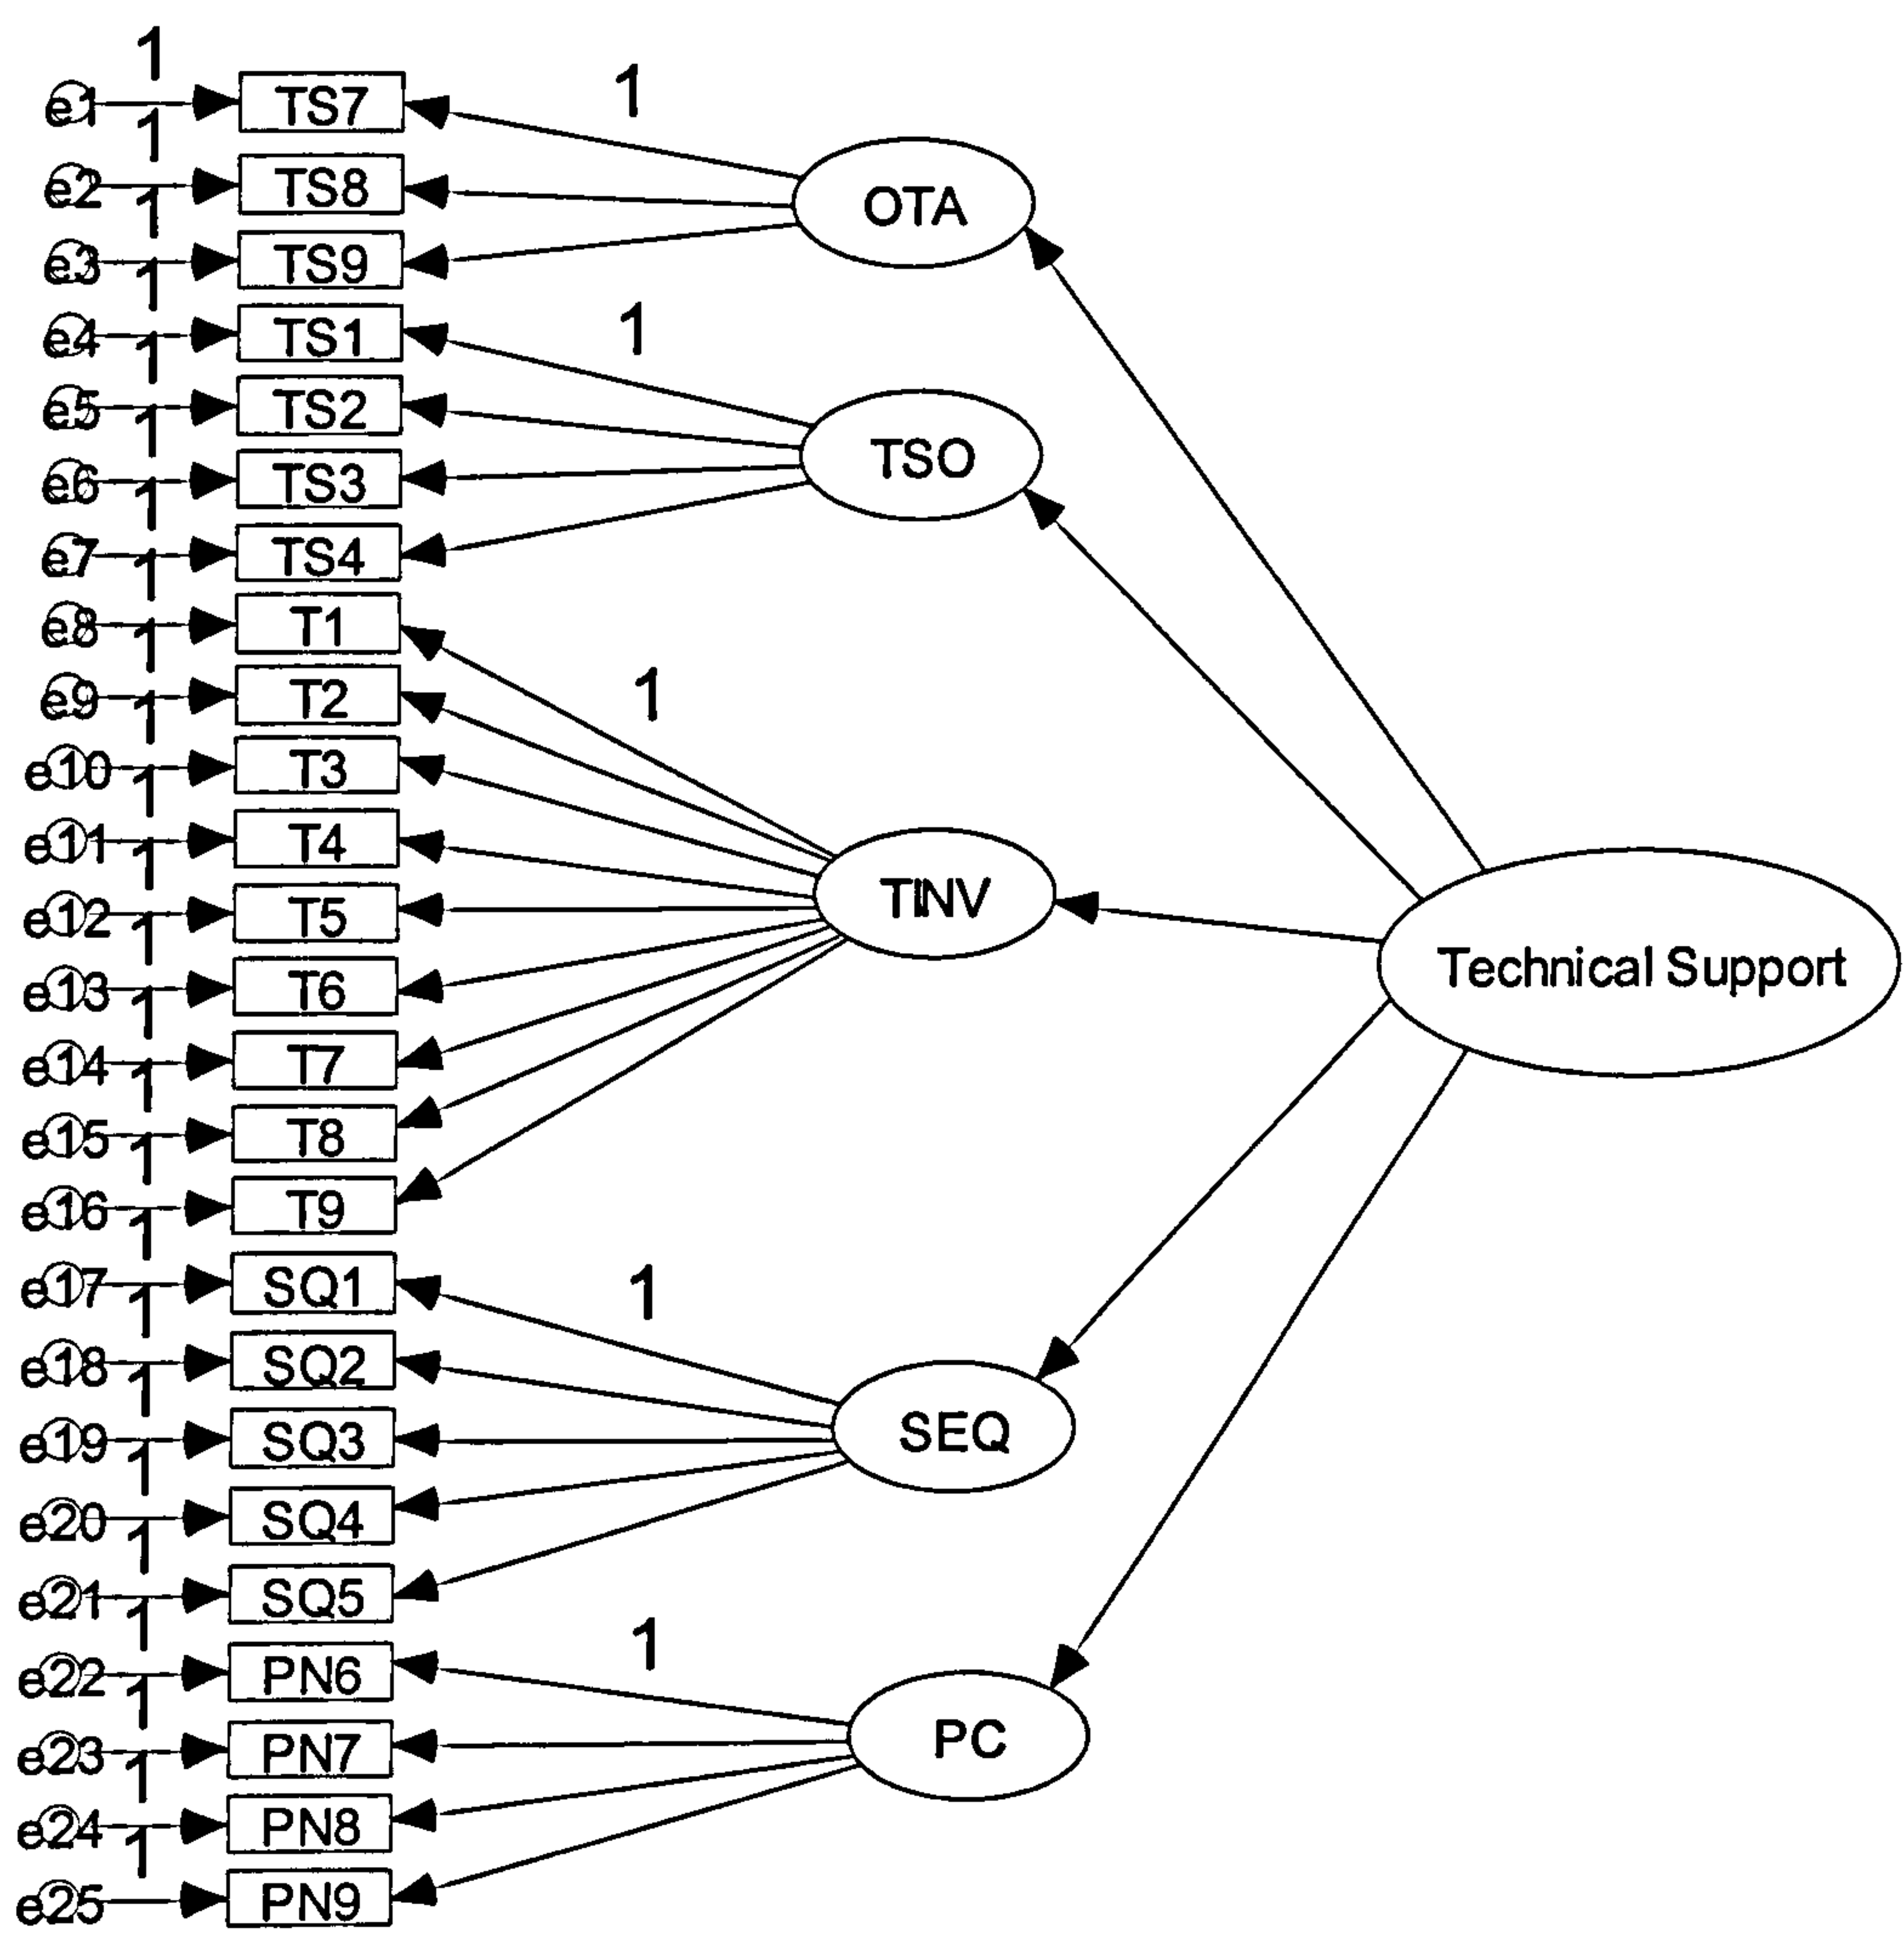 1
e1 TS7 1
1
e2 TS8 OTA
1
e3 TS9
1
e4 TS1 1
1
e5 TS2
1
e6 TS3 TSO
1
e7 TS4
1
e8 T1
1
e9 T2 1
1
e10 T3
1
e11 T4
1
e12 T5 TINV
1
e13 T6 Technical Support
1
e14 T7
1
e15 T8
1
e16 T9
1
e17 SQ1 1
1
e18 SQ2
1
e19 SQ3 SEQ
1
e20 SQ4
1
e21 SQ5
1
e22 PN6 1
1
e23 PN7 PC
1
e24 PN8
1
e25 PN9